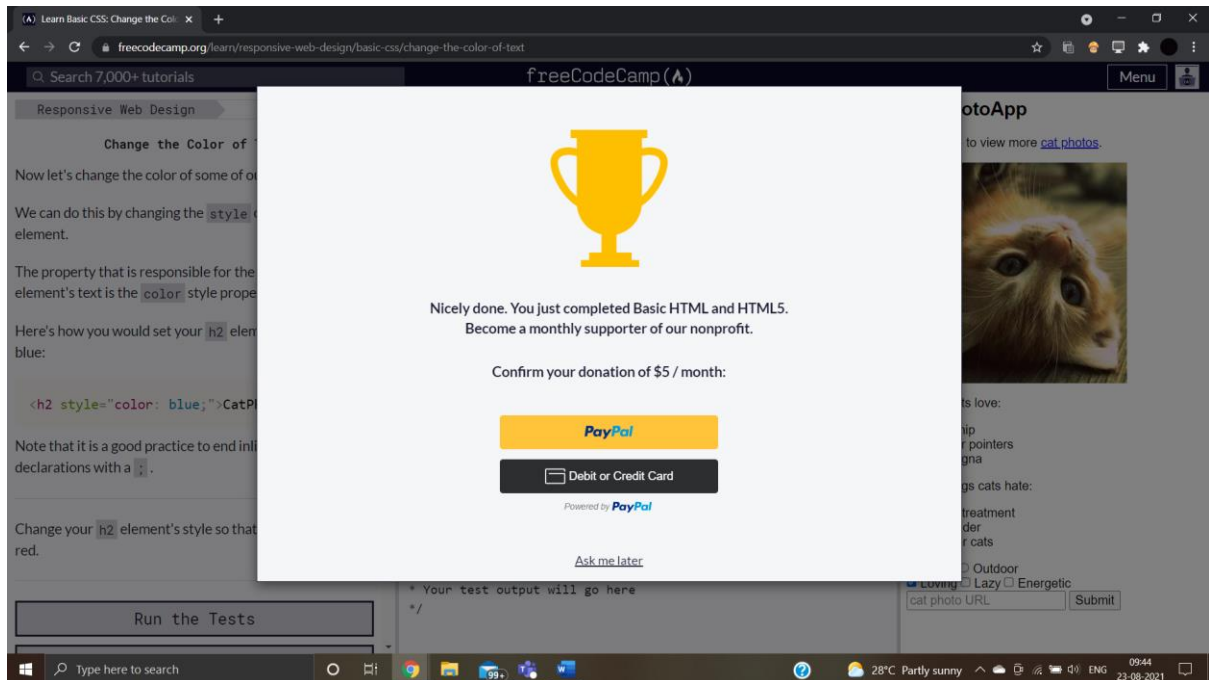 Learn Basic CSS: Change the Col
freecodecamp.org/learn/responsive-web-design/basic-css/change-the-color-of-text
Search 7,000+ tutorials
freeCodeCamp
Menu
Responsive Web Design
Change the Color of
Now let's change the color of some of
We can do this by changing the style
element.
The property that is responsible for the
element's text is the color style prope
Here's how you would set your h2 elem
blue:
<h2 style="color: blue;">CatP
Note that it is a good practice to end inli
declarations with a ; .
Change your h2 element's style so that
red.
Run the Tests
Nicely done. You just completed Basic HTML and HTML5.
Become a monthly supporter of our nonprofit.
Confirm your donation of $5 / month:
PayPal
Debit or Credit Card
Powered by PayPal
Ask me later
* Your test output will go here
*/
otoApp
to view more cat photos.
ts love:
nip
r pointers
gna
gs cats hate:
treatment
der
r cats
Outdoor
Loving Lazy Energetic
cat photo URL Submit
Type here to search
99+
28°C Partly sunny
ENG
09:44
23-08-2021